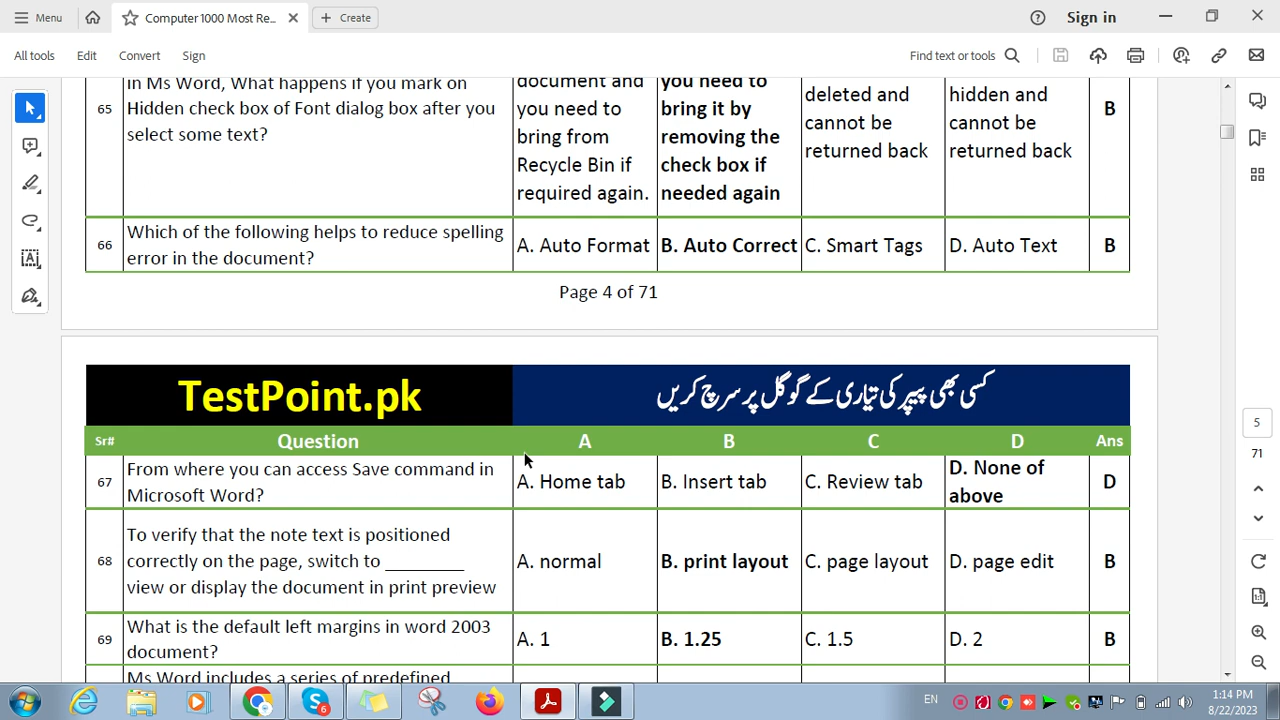 Menu
Computer 1000 Most Re...
Create
Sign in
All tools
Edit
Convert
Sign
Find text or tools
65
in Ms Word, What happens if you mark on
Hidden check box of Font dialog box after you
select some text?
document and
you need to
bring from
Recycle Bin if
required again.
you need to
bring it by
removing the
check box if
needed again
deleted and
cannot be
returned back
hidden and
cannot be
returned back
B
66
Which of the following helps to reduce spelling
error in the document?
A. Auto Format
B. Auto Correct
C. Smart Tags
D. Auto Text
B
Page 4 of 71
TestPoint.pk
کسی بھی پیپر کی تیاری کے گوگل پر سرچ کریں
Sr#
Question
A
B
C
D
Ans
67
From where you can access Save command in
Microsoft Word?
A. Home tab
B. Insert tab
C. Review tab
D. None of
above
D
68
To verify that the note text is positioned
correctly on the page, switch to ________
view or display the document in print preview
A. normal
B. print layout
C. page layout
D. page edit
B
69
What is the default left margins in word 2003
document?
A. 1
B. 1.25
C. 1.5
D. 2
B
Ms Word includes a series of predefined
5
71
6
EN
1:14 PM
8/22/2023